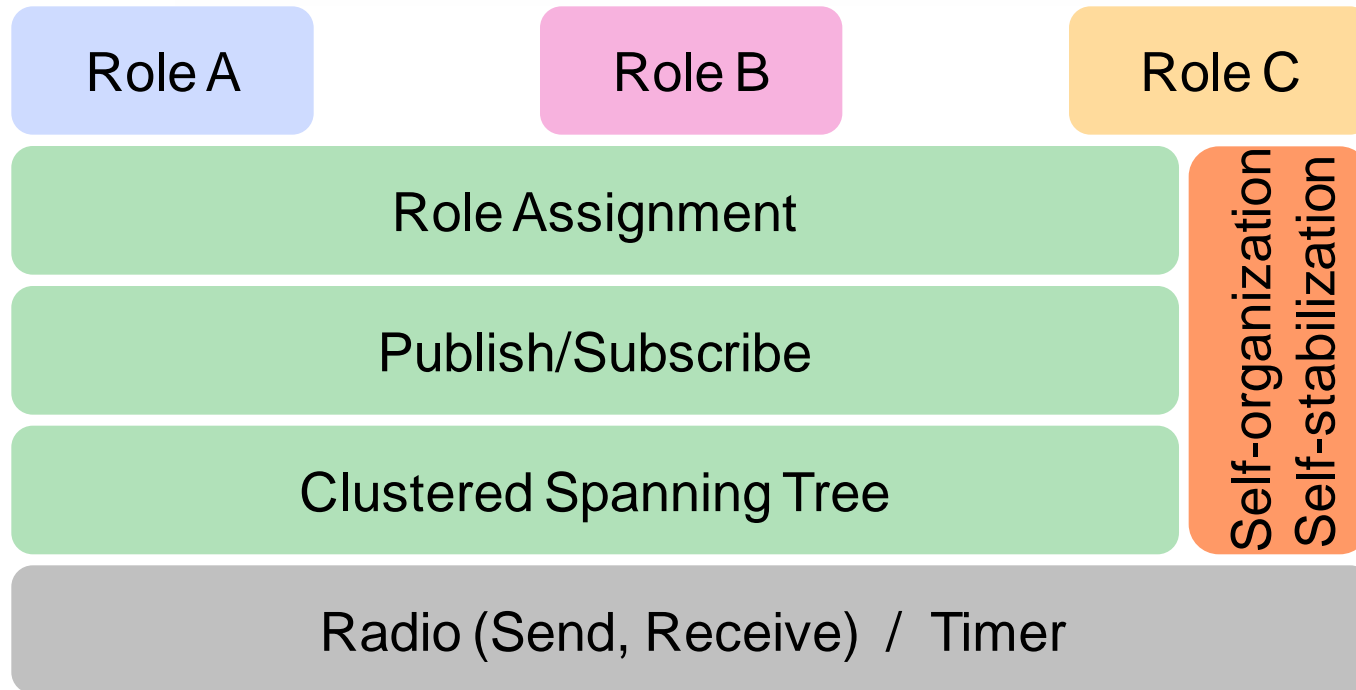 Role A
Role B
Role C
Role Assignment
Self-organization
Self-stabilization
Publish/Subscribe
Clustered Spanning Tree
Radio (Send, Receive) / Timer